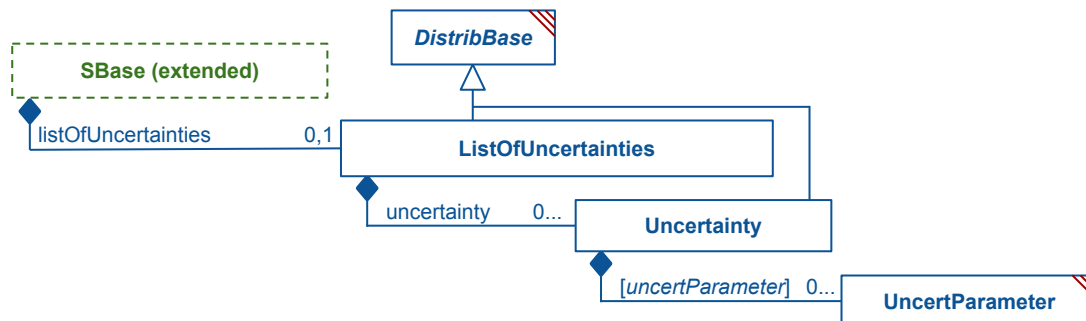 DistribBase
SBase (extended)
listOfUncertainties 0,1
ListOfUncertainties
uncertainty 0...
Uncertainty
[uncertParameter] 0...
UncertParameter